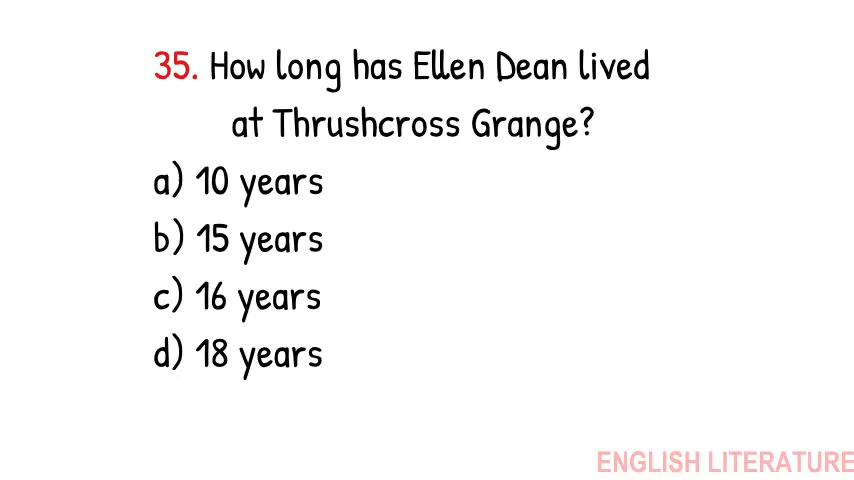 35. How long has Ellen Dean lived
at Thrushcross Grange?
a) 10 years
b) 15 years
c) 16 years
d) 18 years
ENGLISH LITERATURE